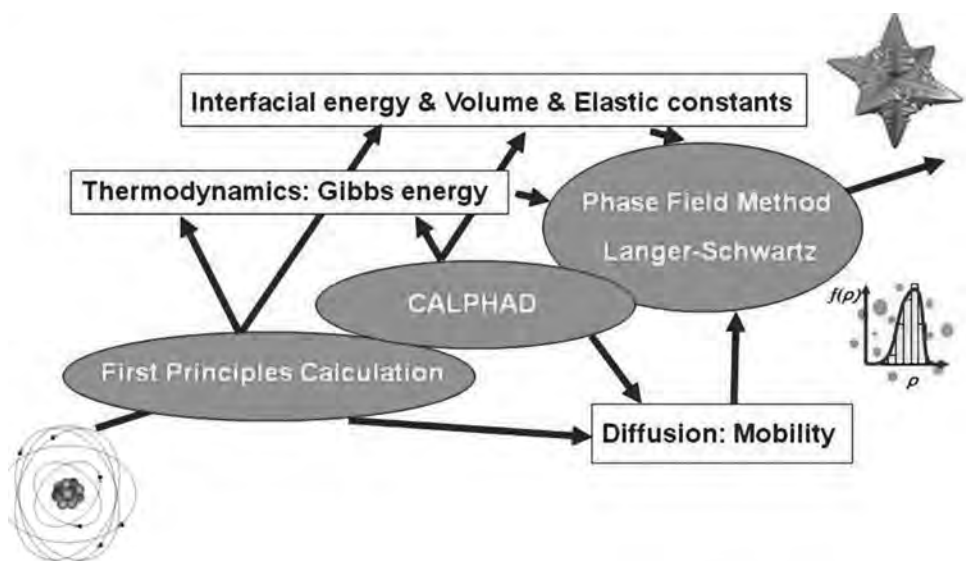 Interfacial energy & Volume & Elastic constants
Thermodynamics: Gibbs energy
Phase Field Method
Langer-Schwartz
CALPHAD
First Principles Calculation
f(p)
p
Diffusion: Mobility